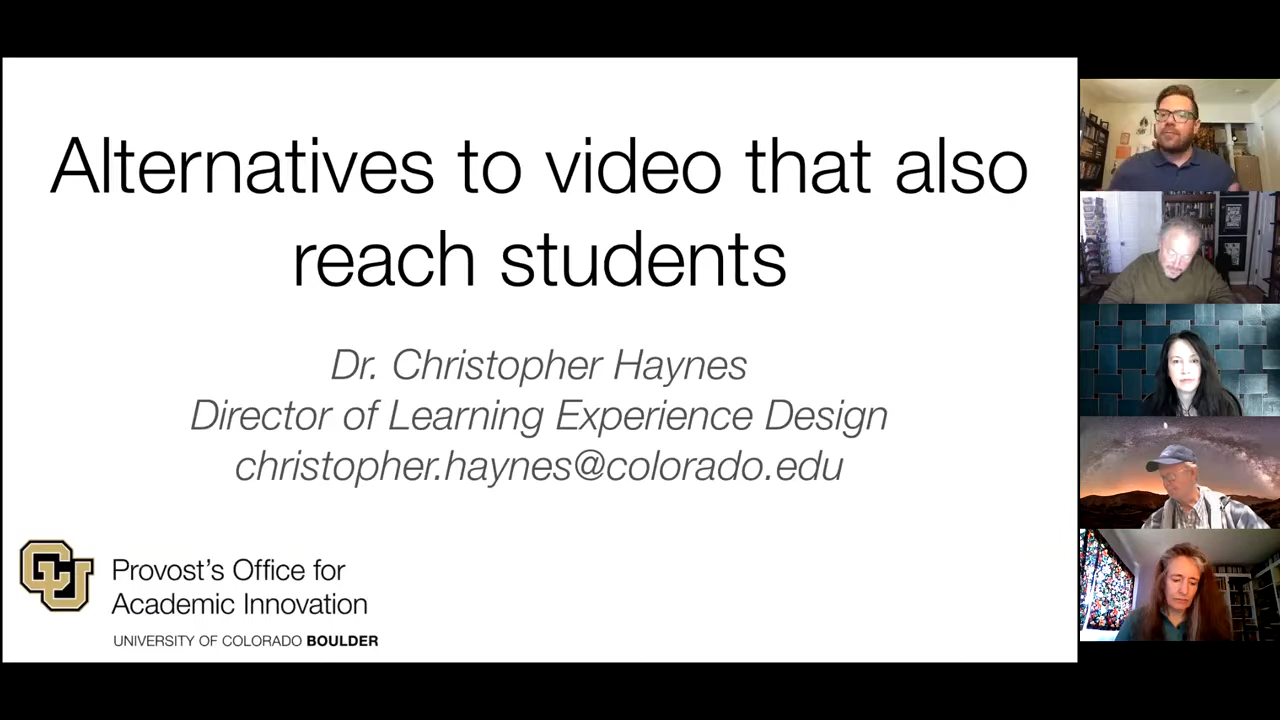 Alternatives to video that also
reach students
Dr. Christopher Haynes
Director of Learning Experience Design
christopher.haynes@colorado.edu
CU
Provost's Office for
Academic Innovation
UNIVERSITY OF COLORADO BOULDER